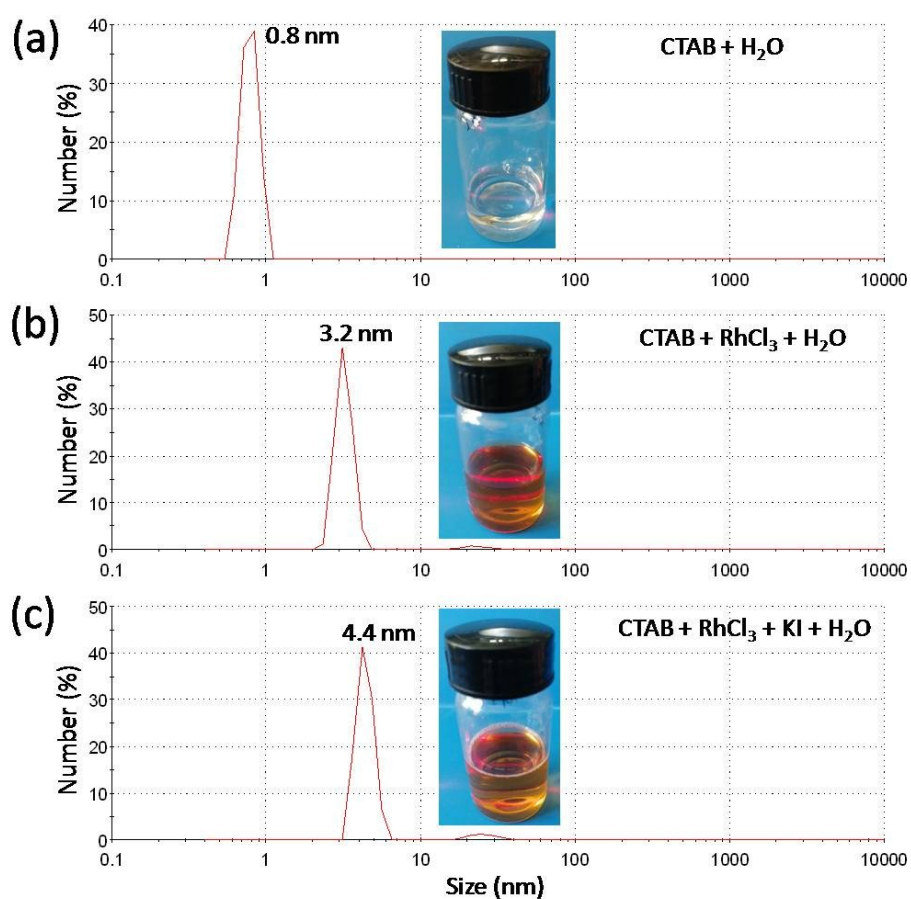 (a)
0.8 nm
CTAB + H₂O
Number (%)
40
30
20
10
0
0.1 1 10 100 1000 10000
(b)
3.2 nm
CTAB + RhCl₃ + H₂O
Number (%)
50
40
30
20
10
0
0.1 1 10 100 1000 10000
(c)
4.4 nm
CTAB + RhCl₃ + KI + H₂O
Number (%)
50
40
30
20
10
0
0.1 1 10 100 1000 10000
Size (nm)